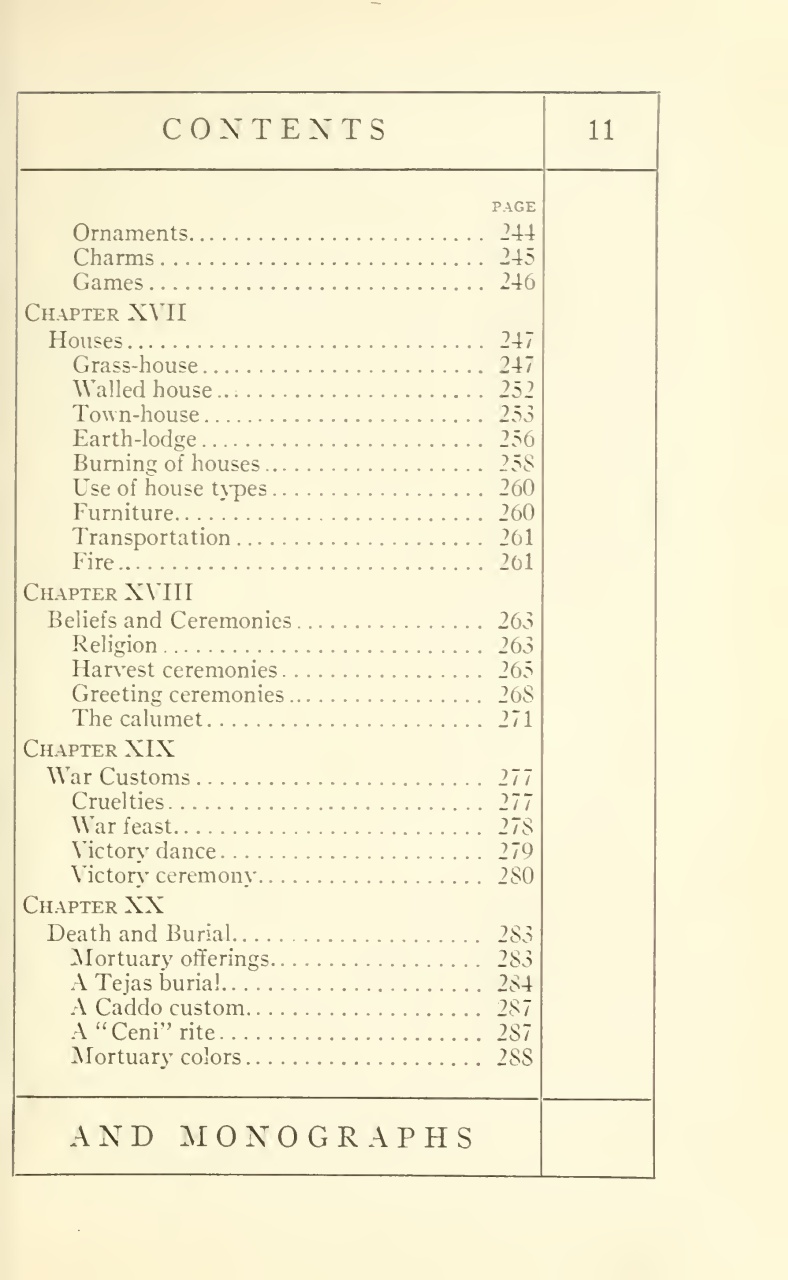 CONTENTS 11
PAGE
Ornaments........................ 244
Charms........................... 245
Games............................ 246
CHAPTER XVII
Houses.............................. 247
Grass-house....................... 247
Walled house...................... 252
Town-house....................... 253
Earth-lodge....................... 256
Burning of houses.................. 258
Use of house types................. 260
Furniture.......................... 260
Transportation.................... 261
Fire.............................. 261
CHAPTER XVIII
Beliefs and Ceremonies................ 263
Religion........................... 263
Harvest ceremonies................. 265
Greeting ceremonies................ 268
The calumet....................... 271
CHAPTER XIX
War Customs........................ 277
Cruelties.......................... 277
War feast.......................... 278
Victory dance...................... 279
Victory ceremony................... 280
CHAPTER XX
Death and Burial..................... 283
Mortuary offerings.................. 283
A Tejas burial...................... 284
A Caddo custom.................... 287
A “Ceni” rite...................... 287
Mortuary colors.................... 288
AND MONOGRAPHS